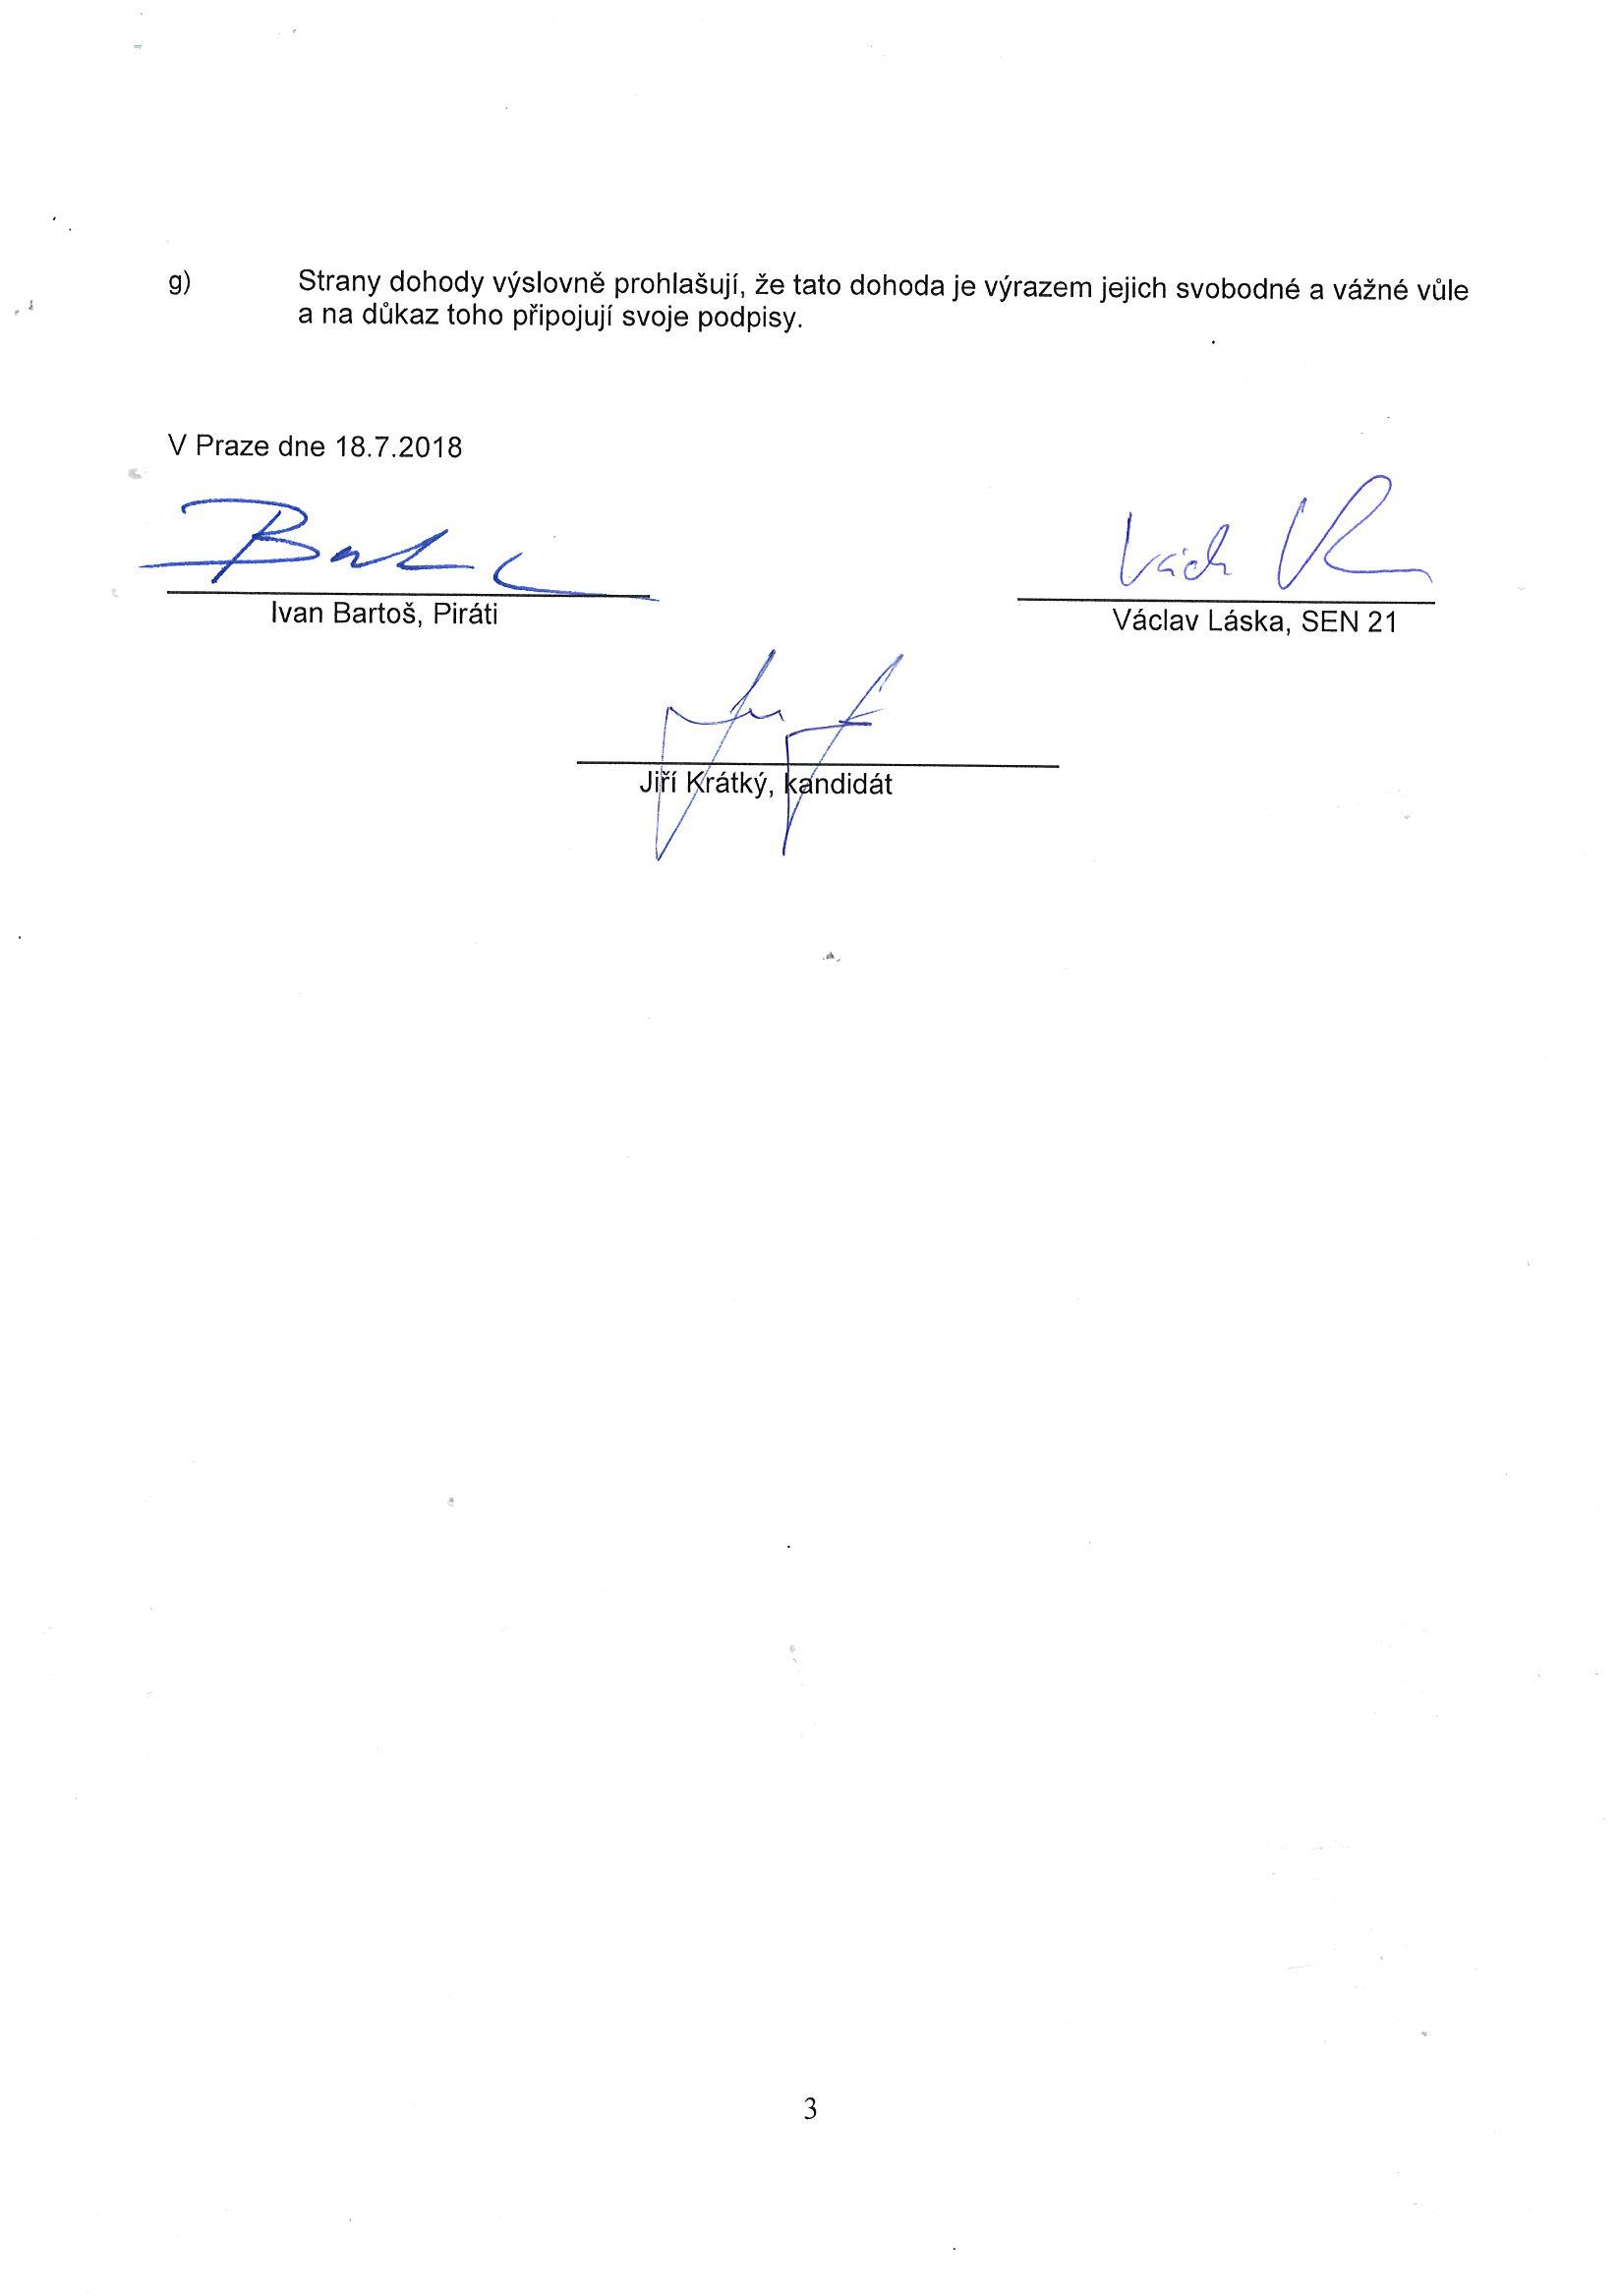 g) Strany dohody výslovně prohlašují, že tato dohoda je výrazem jejich svobodné a vážné vůle
a na důkaz toho připojují svoje podpisy.
V Praze dne 18.7.2018
Ivan Bartoš, Piráti
Václav Láska, SEN 21
Jiří Krátký, kandidát
3